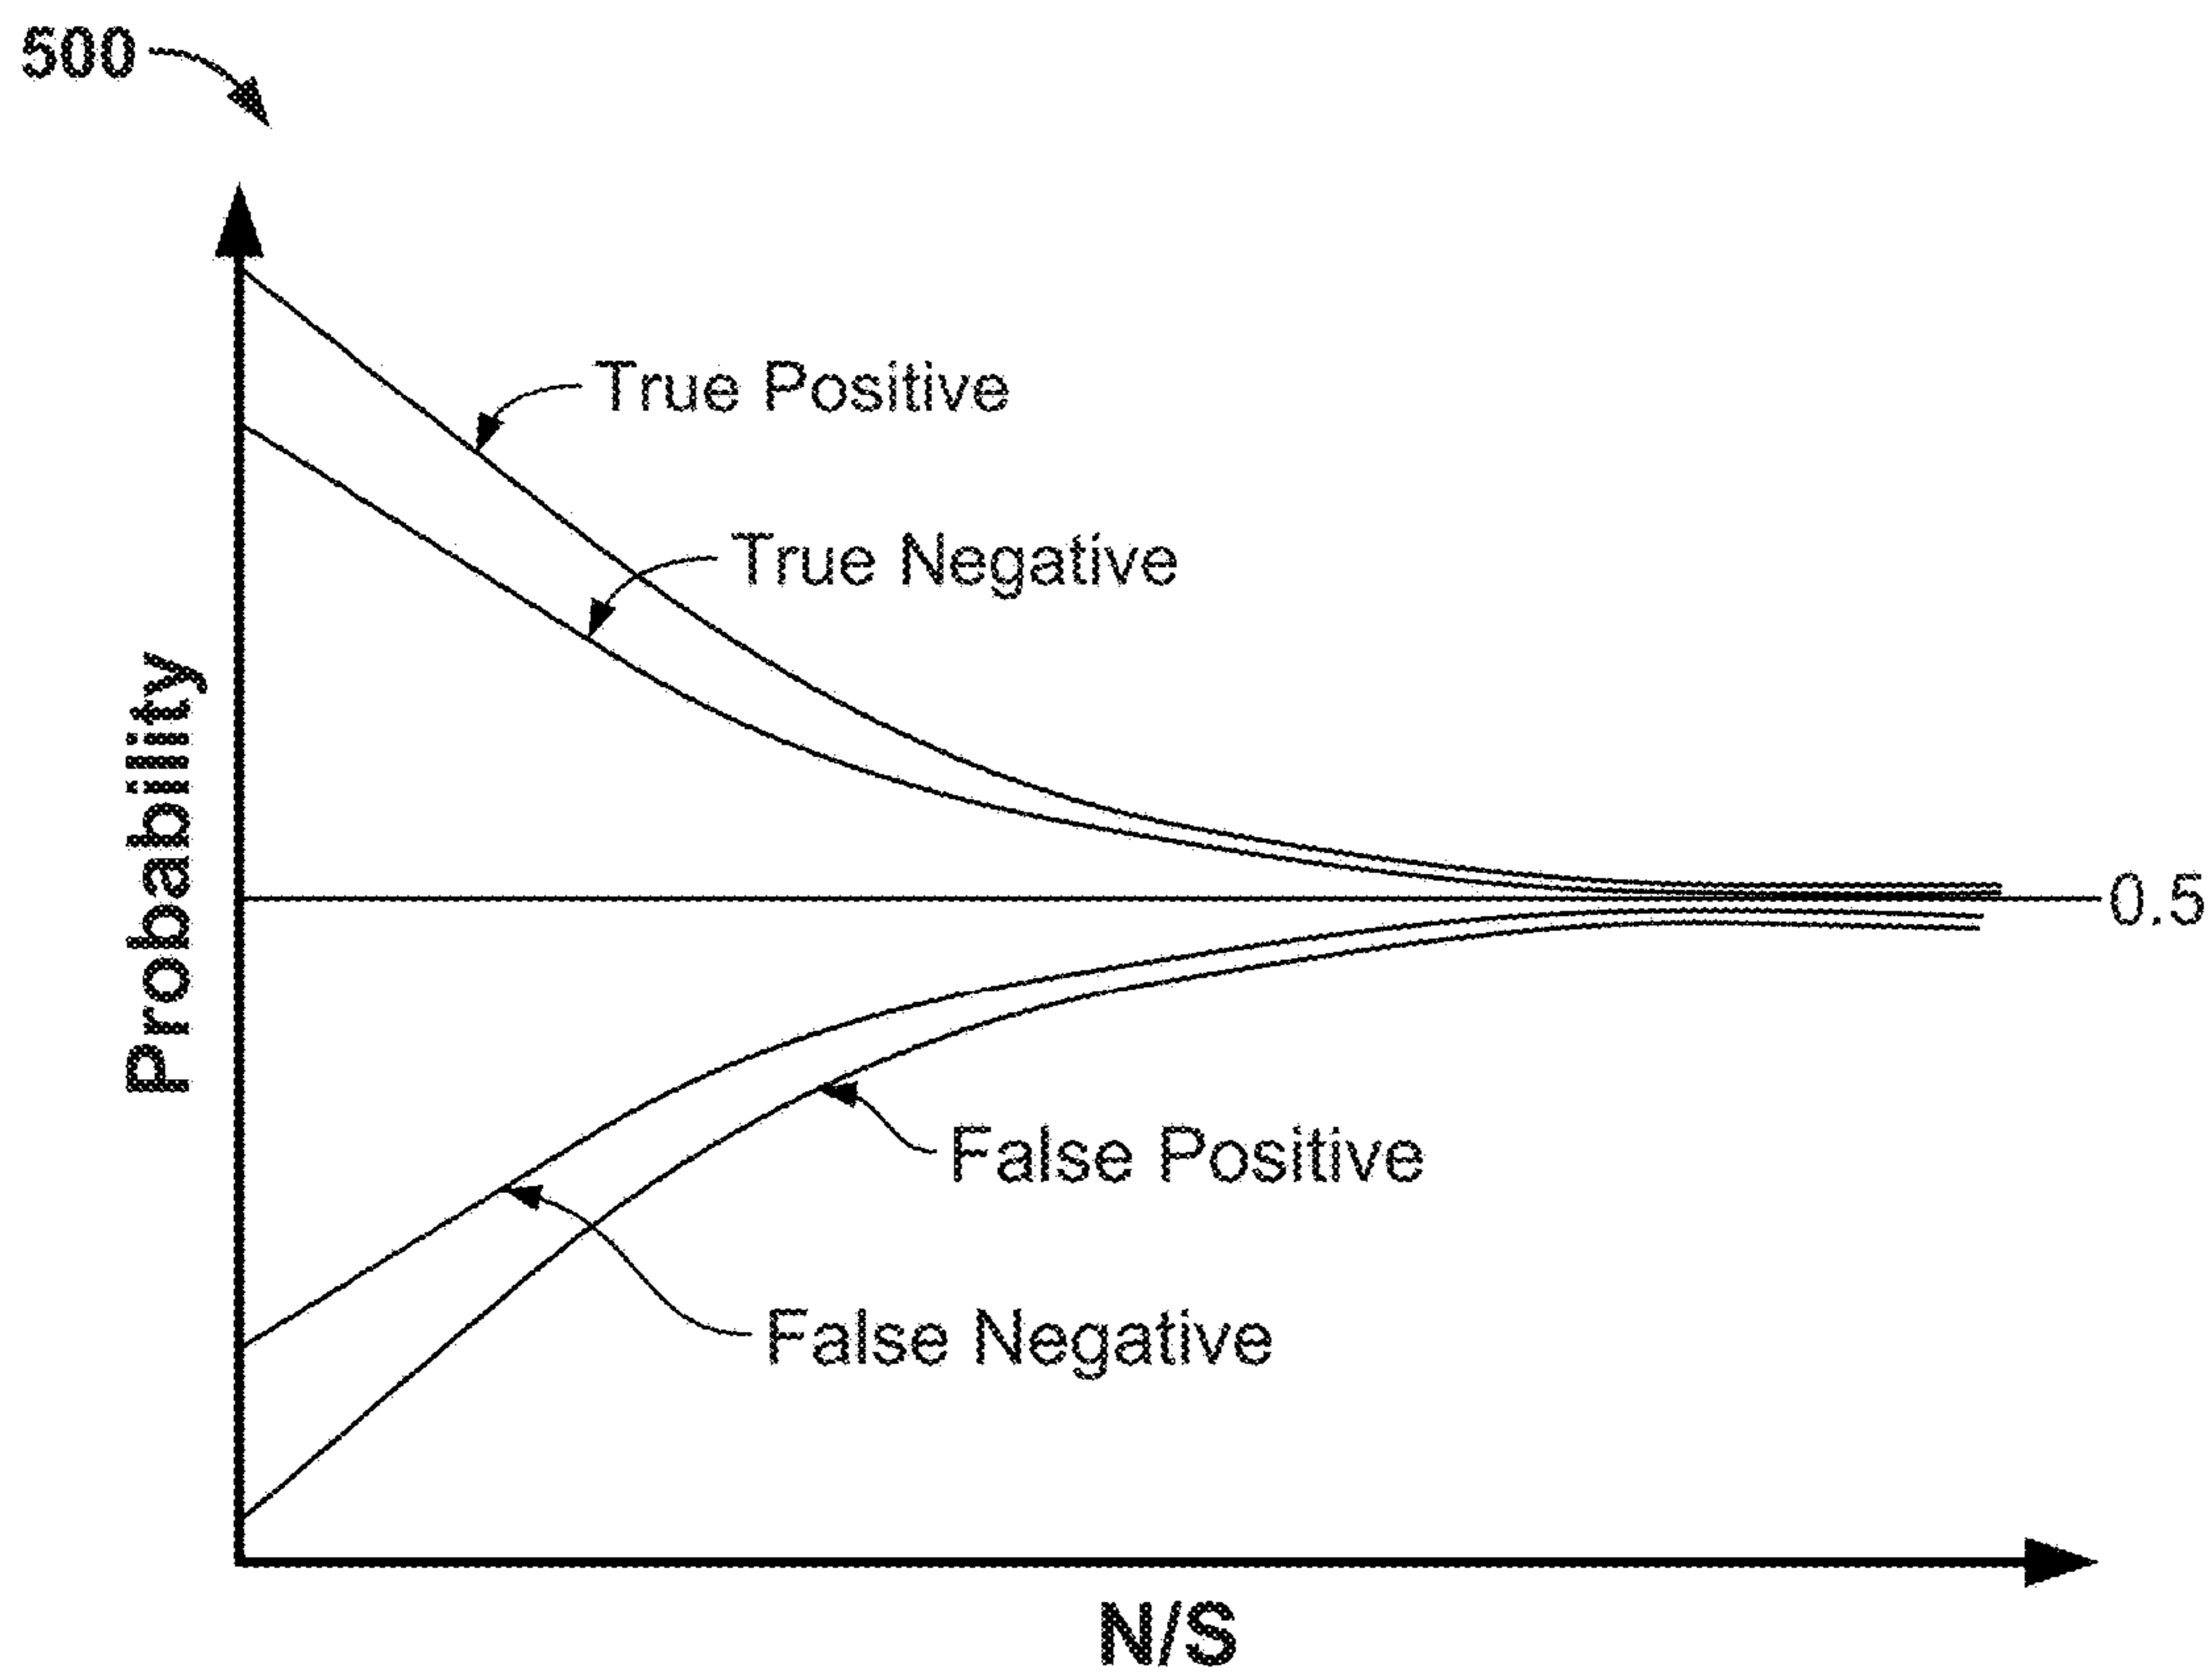 500
True Positive
True Negative
Probability
0.5
False Positive
False Negative
N/S